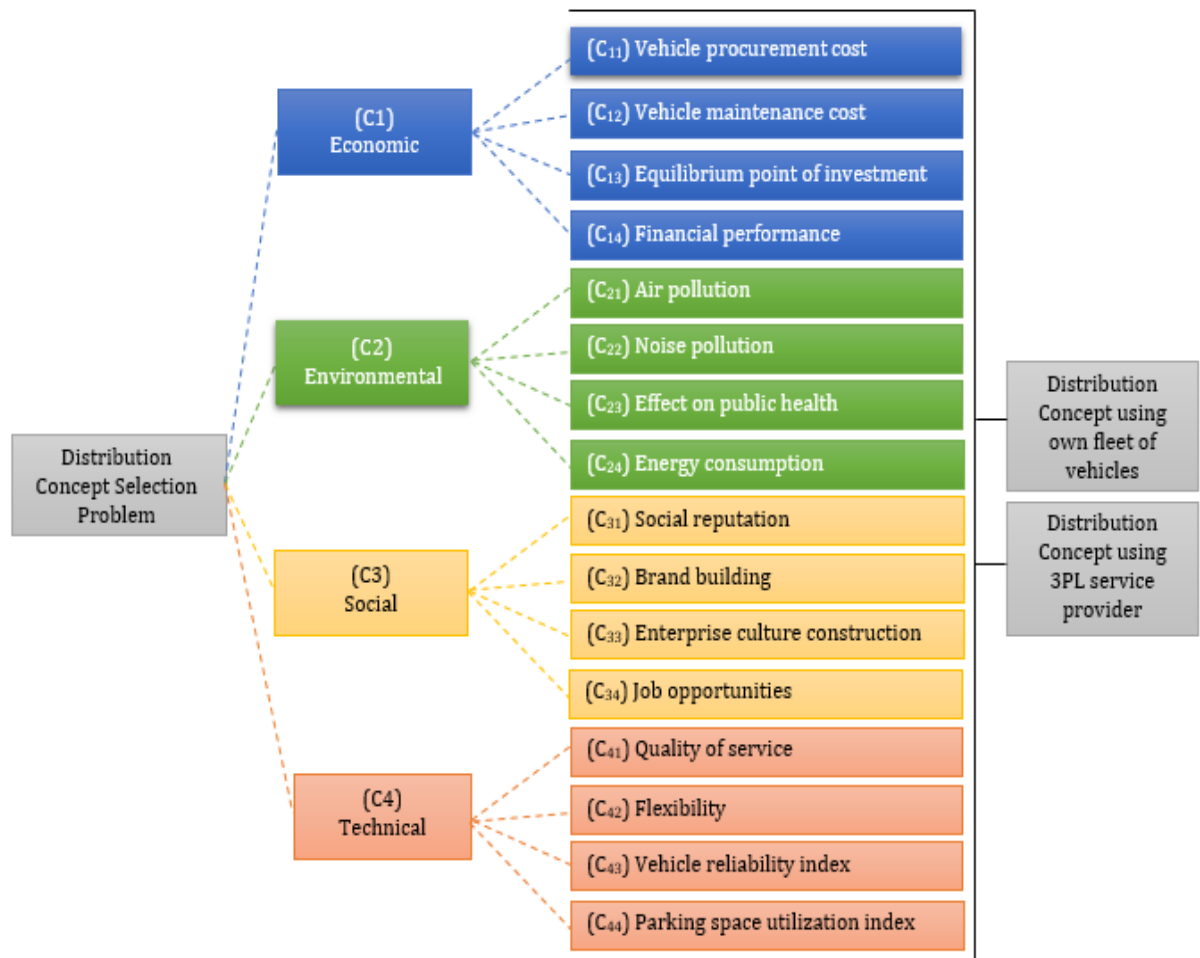 Distribution
Concept Selection
Problem
(C1)
Economic
(C₁₁) Vehicle procurement cost
(C₁₂) Vehicle maintenance cost
(C₁₃) Equilibrium point of investment
(C₁₄) Financial performance
(C2)
Environmental
(C₂₁) Air pollution
(C₂₂) Noise pollution
(C₂₃) Effect on public health
(C₂₄) Energy consumption
(C3)
Social
(C₃₁) Social reputation
(C₃₂) Brand building
(C₃₃) Enterprise culture construction
(C₃₄) Job opportunities
(C4)
Technical
(C₄₁) Quality of service
(C₄₂) Flexibility
(C₄₃) Vehicle reliability index
(C₄₄) Parking space utilization index
Distribution
Concept using
own fleet of
vehicles
Distribution
Concept using
3PL service
provider